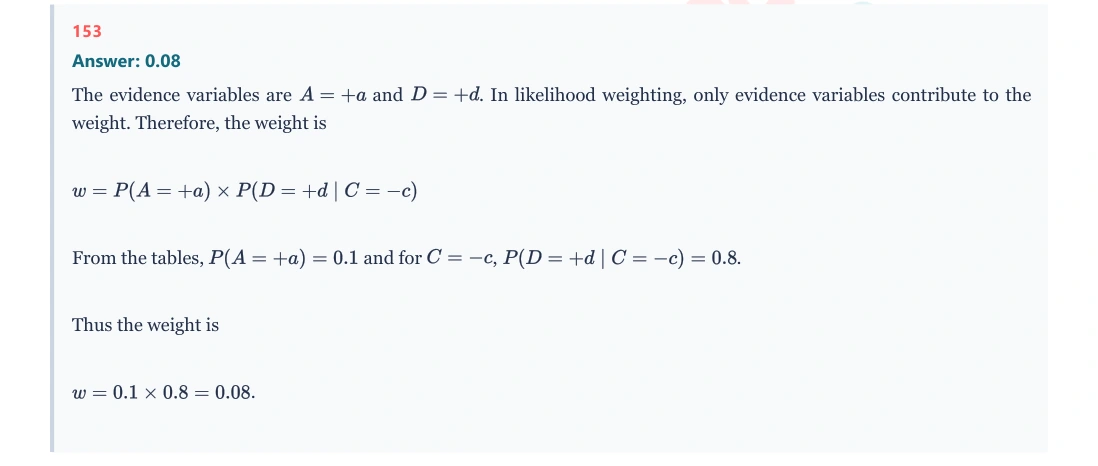 153
Answer: 0.08
The evidence variables are A = +a and D = +d. In likelihood weighting, only evidence variables contribute to the
weight. Therefore, the weight is
w = P(A = +a) × P(D = +d | C = −c)
From the tables, P(A = +a) = 0.1 and for C = −c, P(D = +d | C = −c) = 0.8.
Thus the weight is
w = 0.1 × 0.8 = 0.08.